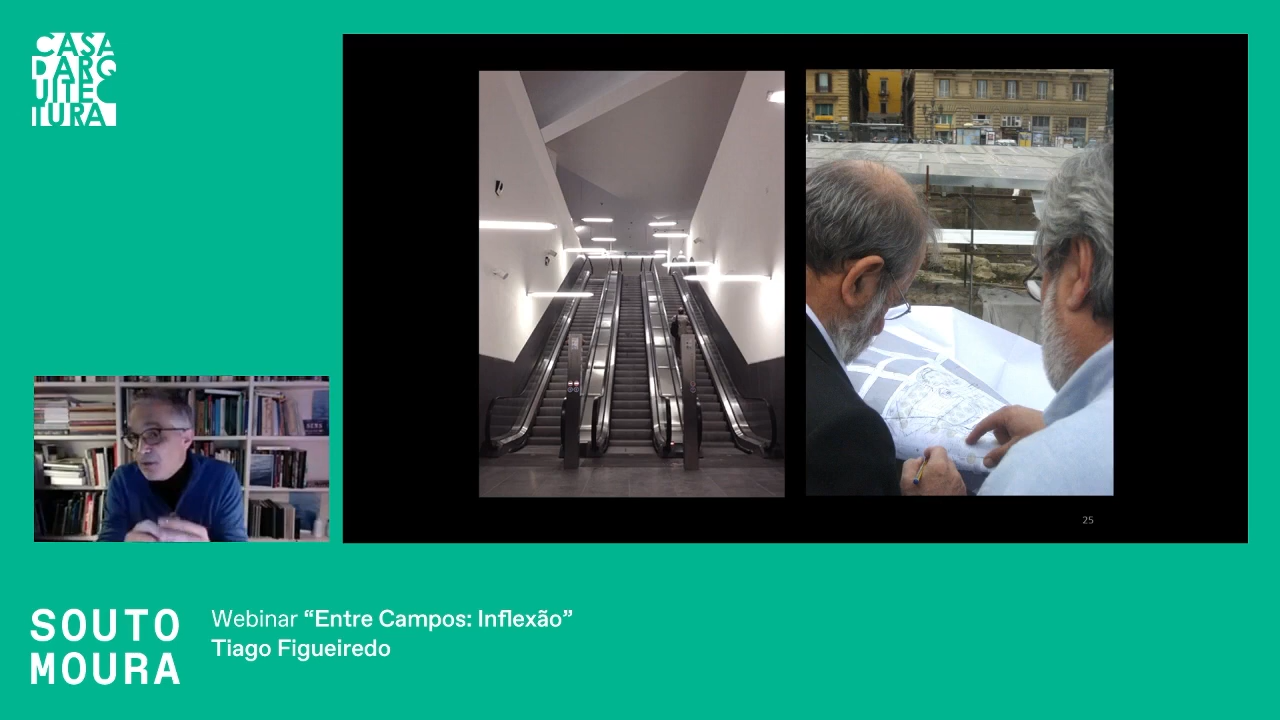 CASA
DARQ
UITEC
TURA
25
SOUTO
MOURA
Webinar “Entre Campos: Inflexão”
Tiago Figueiredo